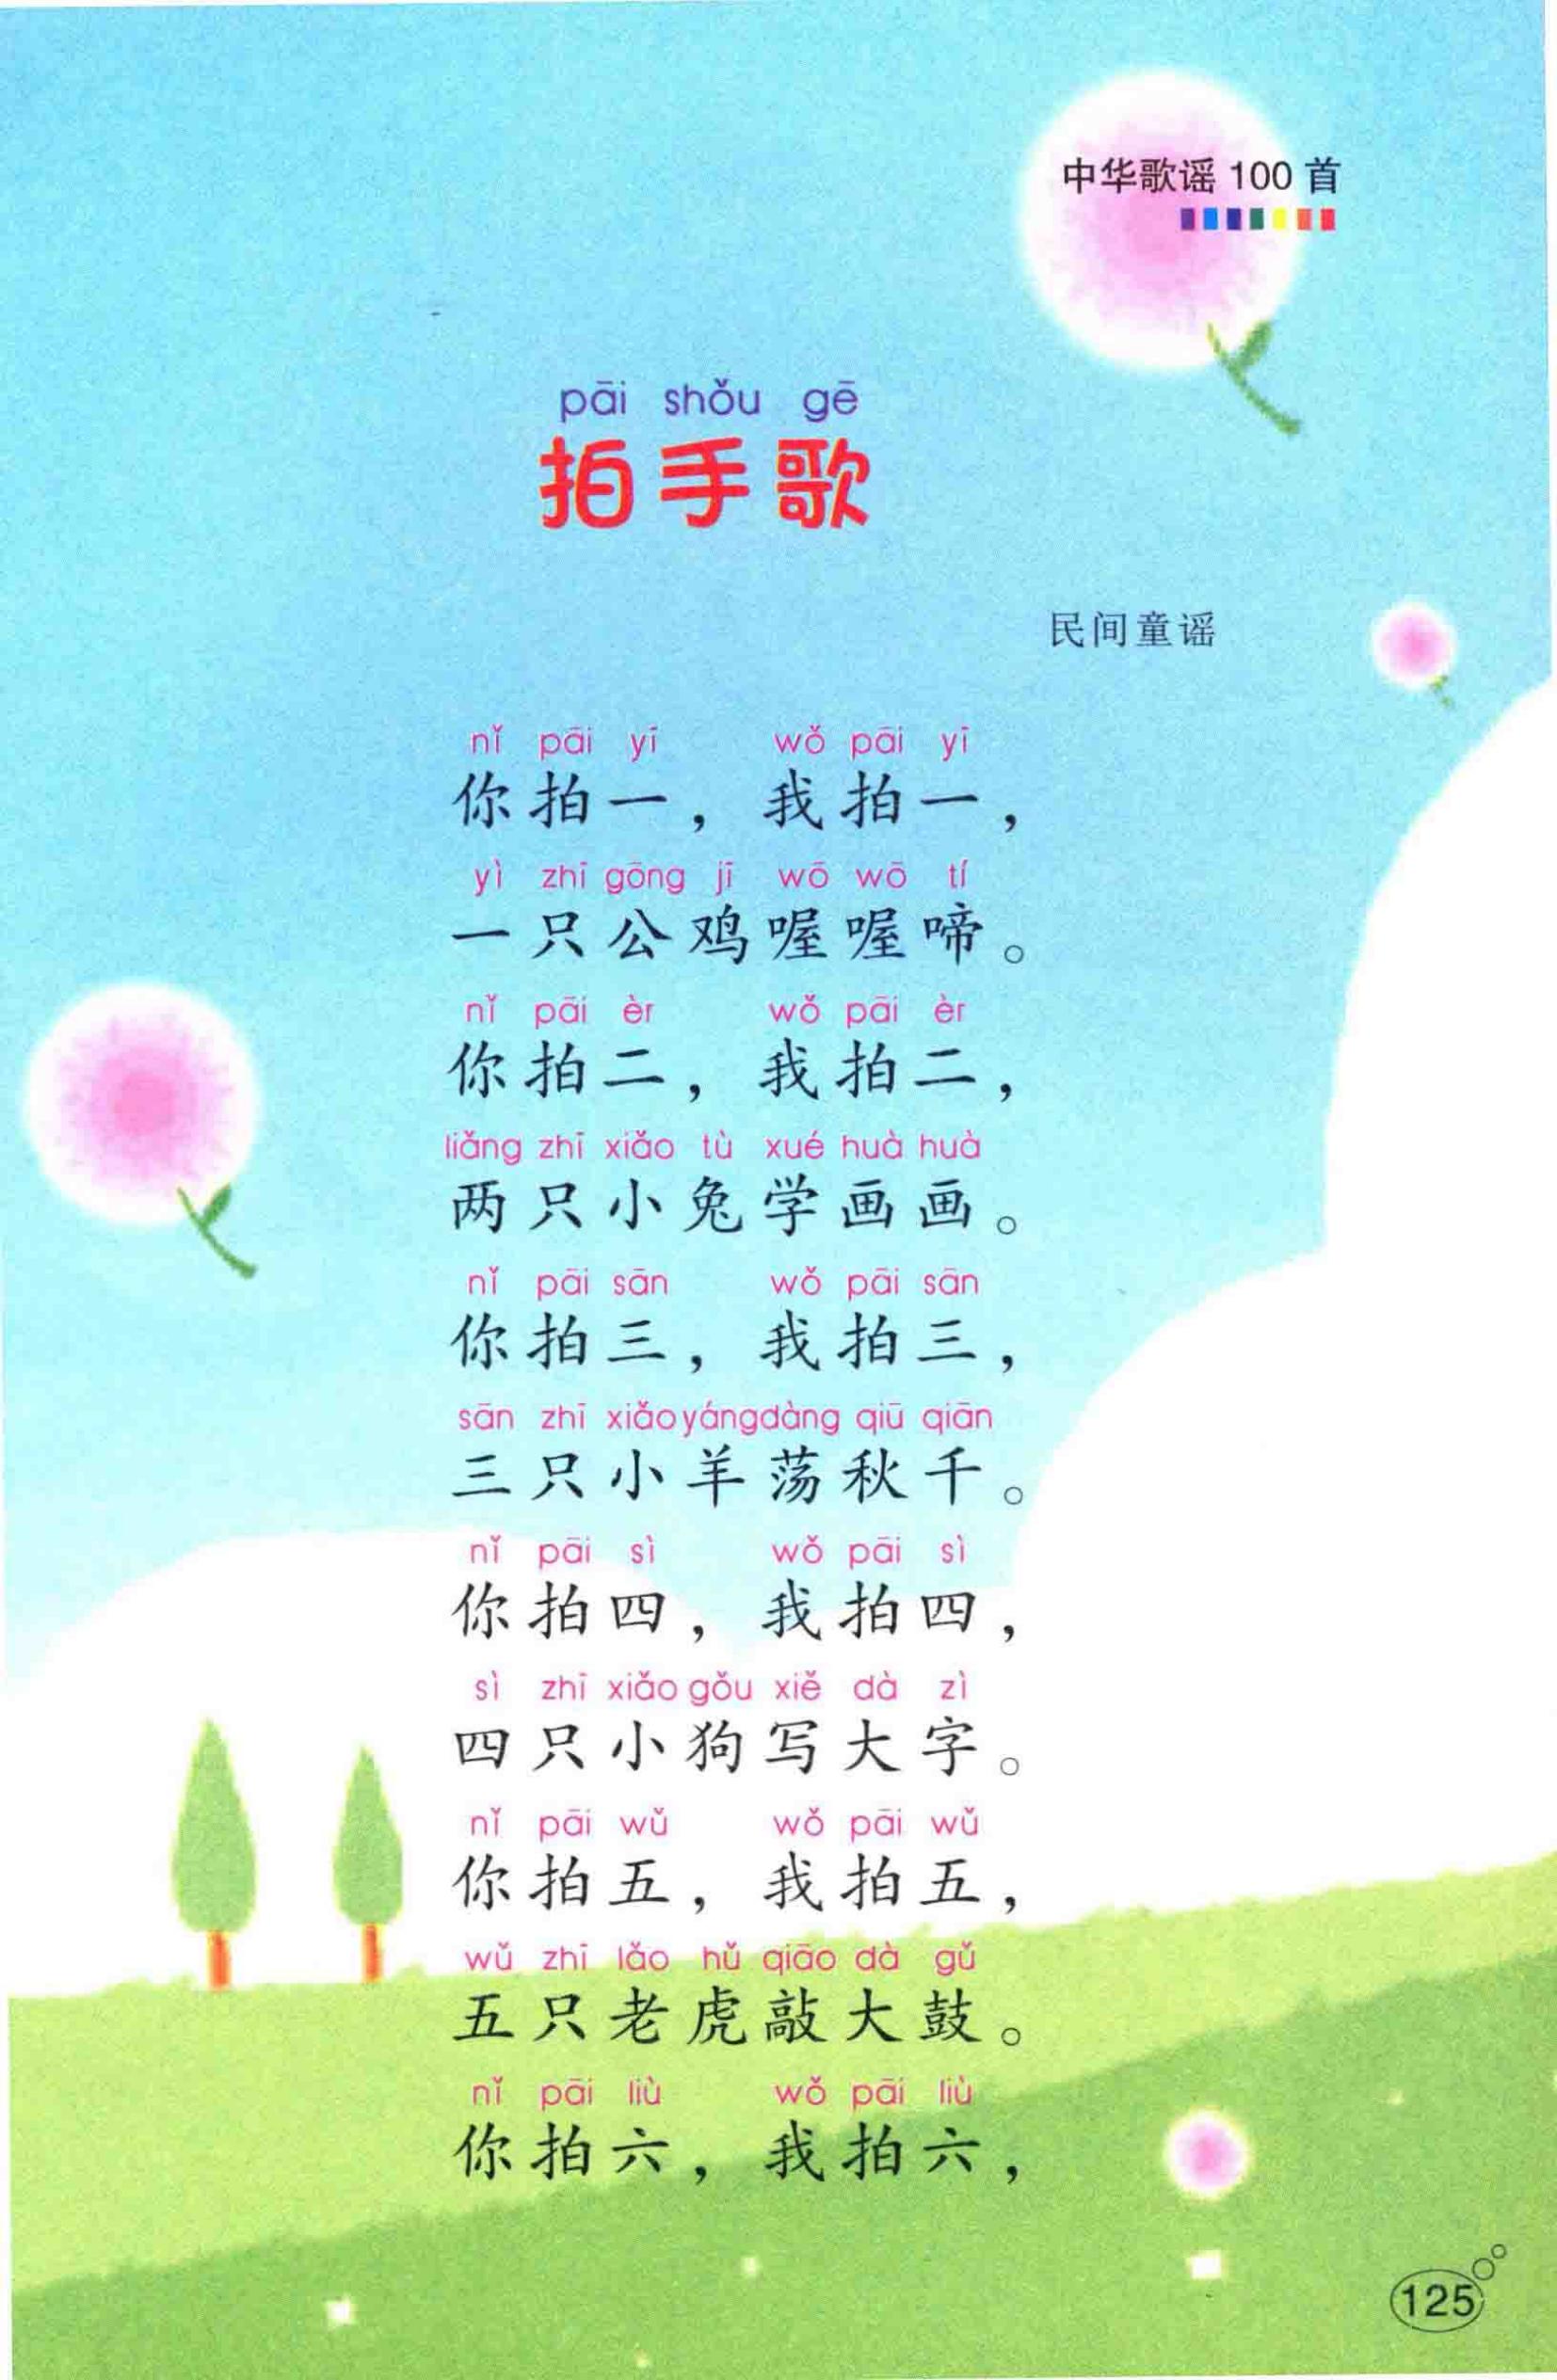 中华歌谣 100 首
pāi shǒu gē
拍手歌
民间童谣
nǐ pāi yī wǒ pāi yī
你拍一，我拍一，
yì zhī gōng jī wō wō tí
一只公鸡喔喔啼。
nǐ pāi èr wǒ pāi èr
你拍二，我拍二，
liǎng zhī xiǎo tù xué huà huà
两只小兔学画画。
nǐ pāi sān wǒ pāi sān
你拍三，我拍三，
sān zhī xiǎo yáng dàng qiū qiān
三只小羊荡秋千。
nǐ pāi sì wǒ pāi sì
你拍四，我拍四，
sì zhī xiǎo gǒu xiě dà zì
四只小狗写大字。
nǐ pāi wǔ wǒ pāi wǔ
你拍五，我拍五，
wǔ zhī lǎo hǔ qiāo dà gǔ
五只老虎敲大鼓。
nǐ pāi liù wǒ pāi liù
你拍六，我拍六，
125